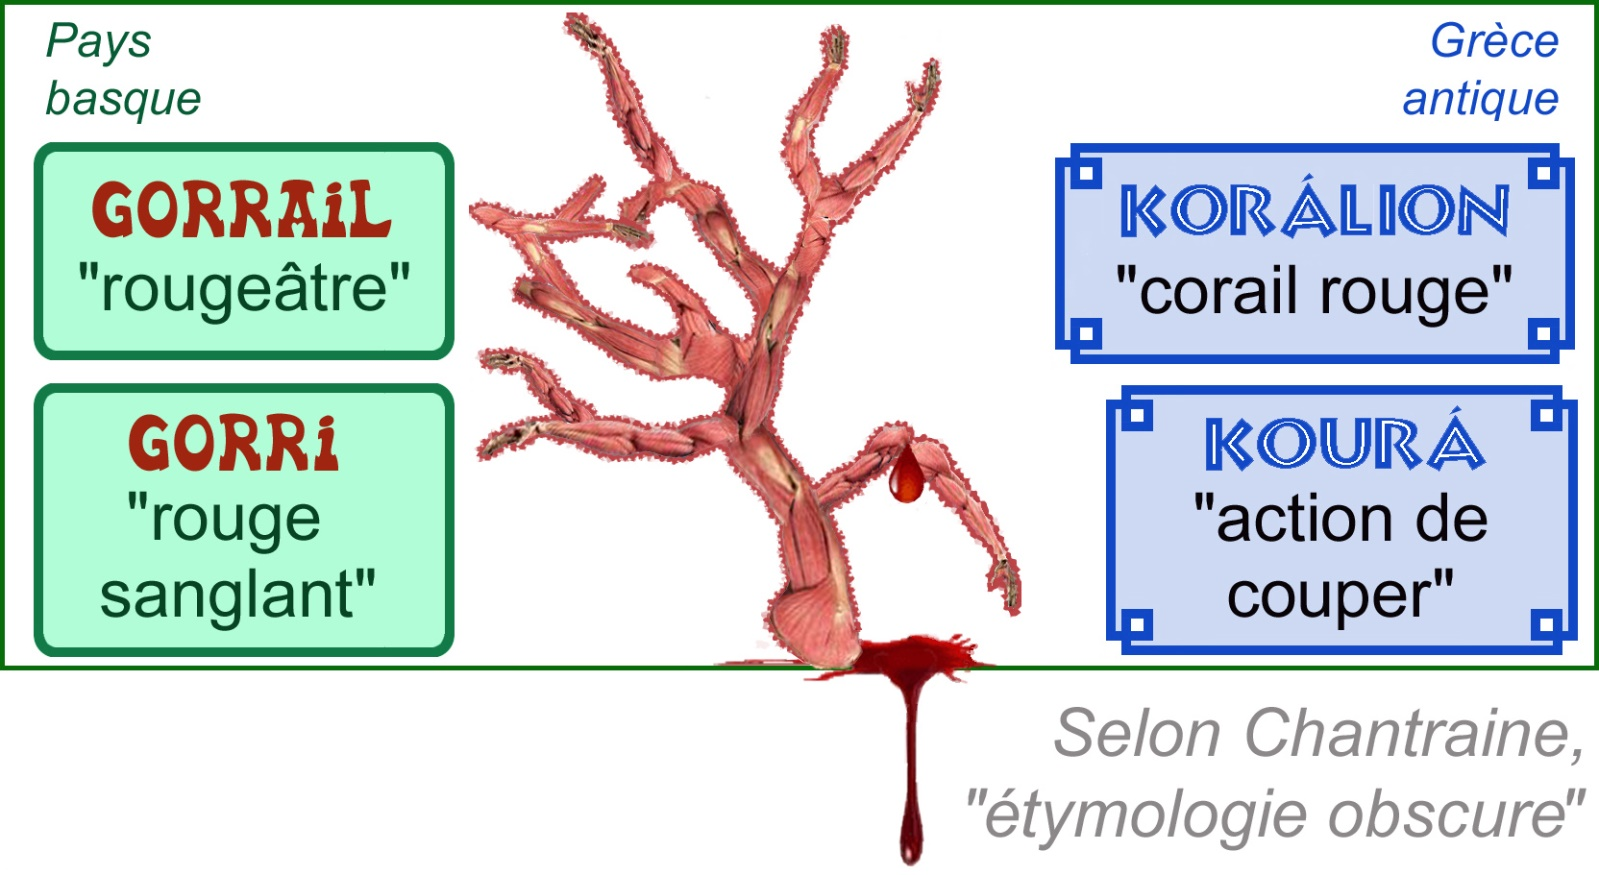 Pays
basque
GORRAiL
"rougeâtre"
GORRi
"rouge
sanglant"
Grèce
antique
KORÁLION
"corail rouge"
KOURÁ
"action de
couper"
Selon Chantraine,
"étymologie obscure"